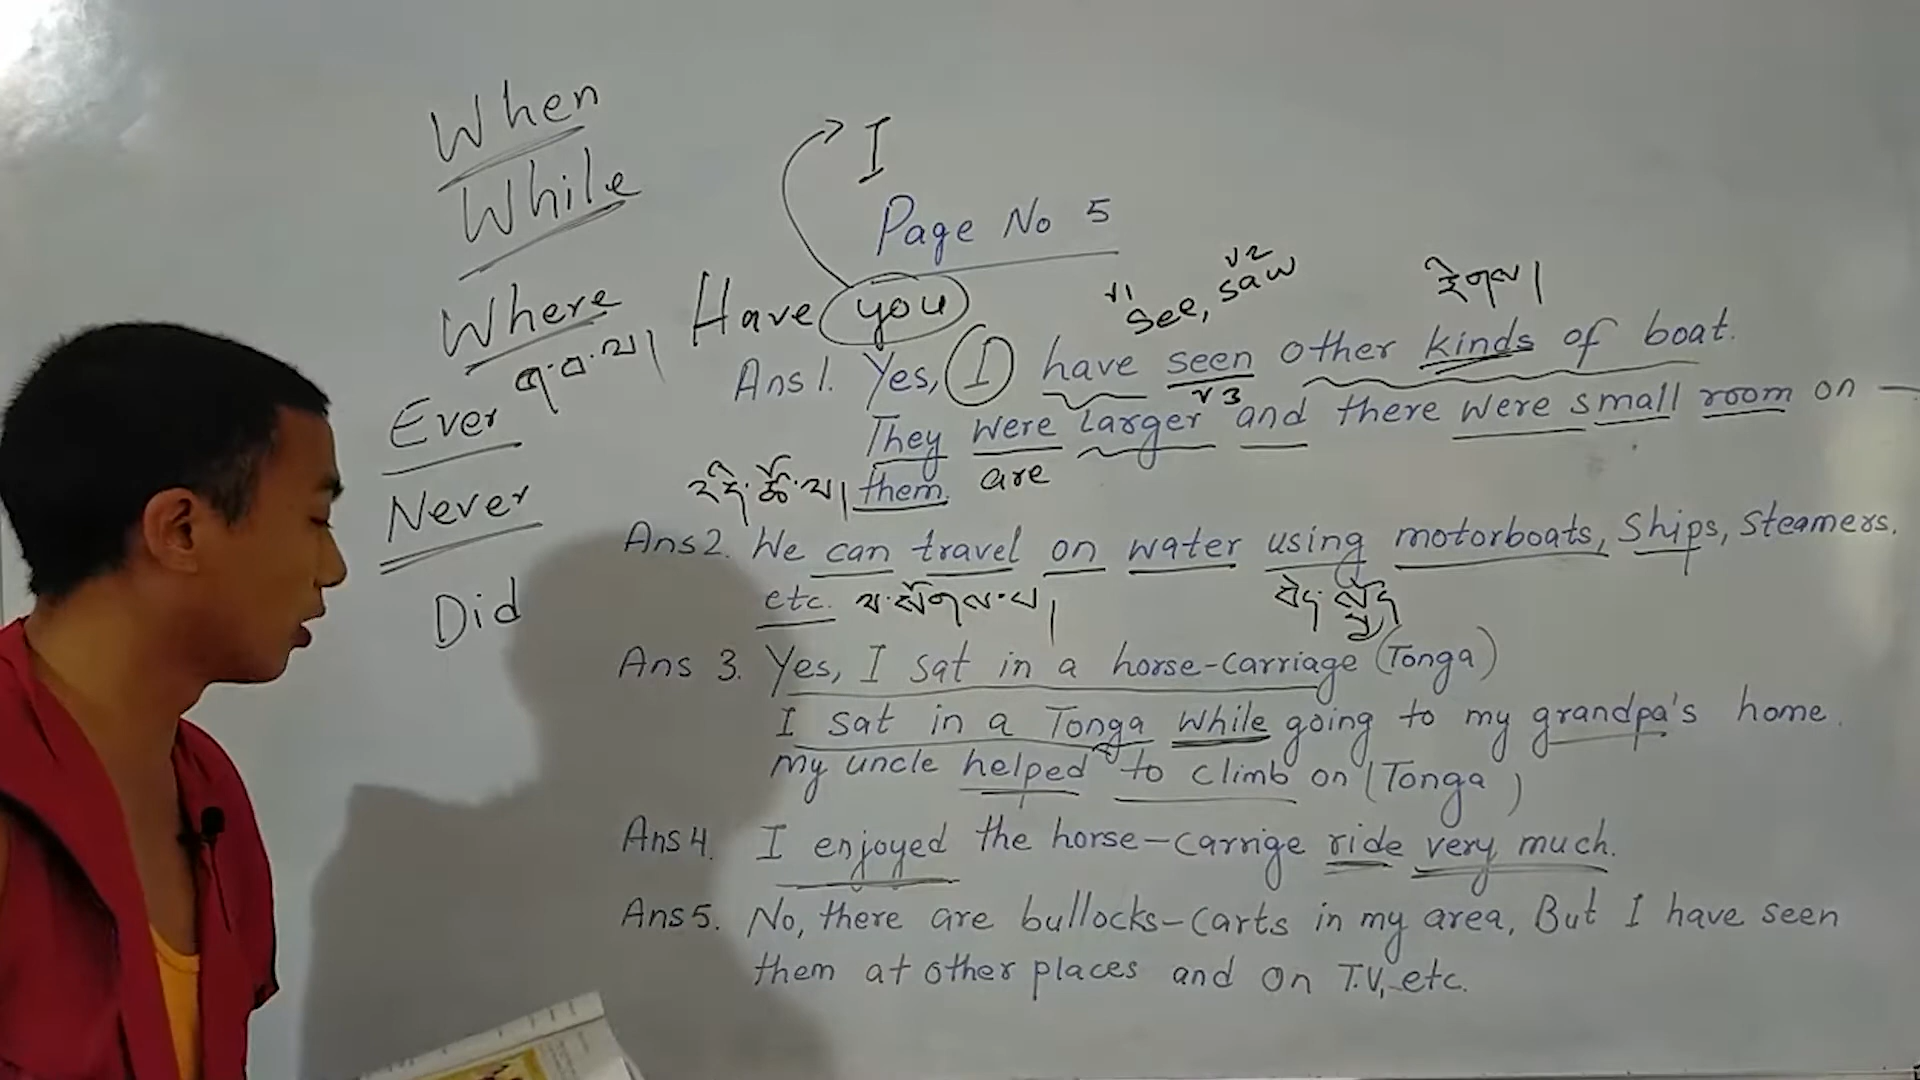 When
While
Where
ག་བ་ལ།
Ever
Never
Did
I
Page No 5
Have you
v1 v2
see, saw
རིགས།
Ans 1. Yes, I have seen other kinds of boat.
v3
They were larger and there were small room on —
them. are
Ans 2. We can travel on water using motorboats, Ships, Steamers.
etc.
Ans 3. Yes, I sat in a horse-carriage (Tonga)
I sat in a Tonga while going to my grandpa's home.
my uncle helped to climb on (Tonga)
Ans 4. I enjoyed the horse-carrige ride very much.
Ans 5. No, there are bullocks-carts in my area, But I have seen
them at other places and on T.V, etc.